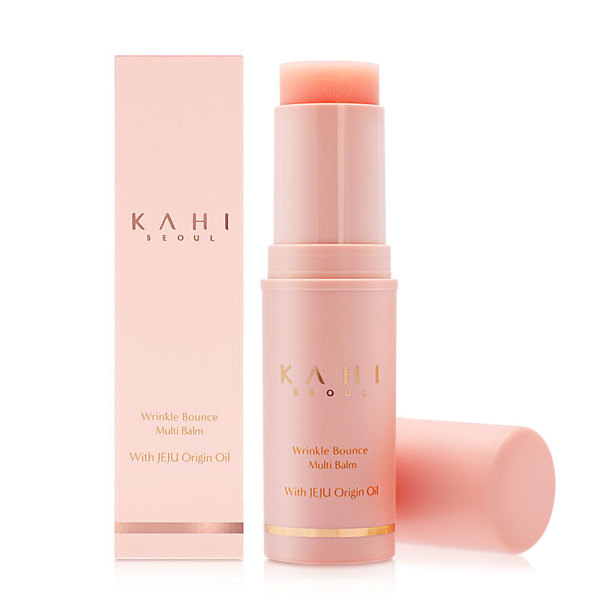 KAHI
SEOUL
Wrinkle Bounce
Multi Balm
With JEJU Origin Oil
KAHI
SEOUL
Wrinkle Bounce
Multi Balm
With JEJU Origin Oil